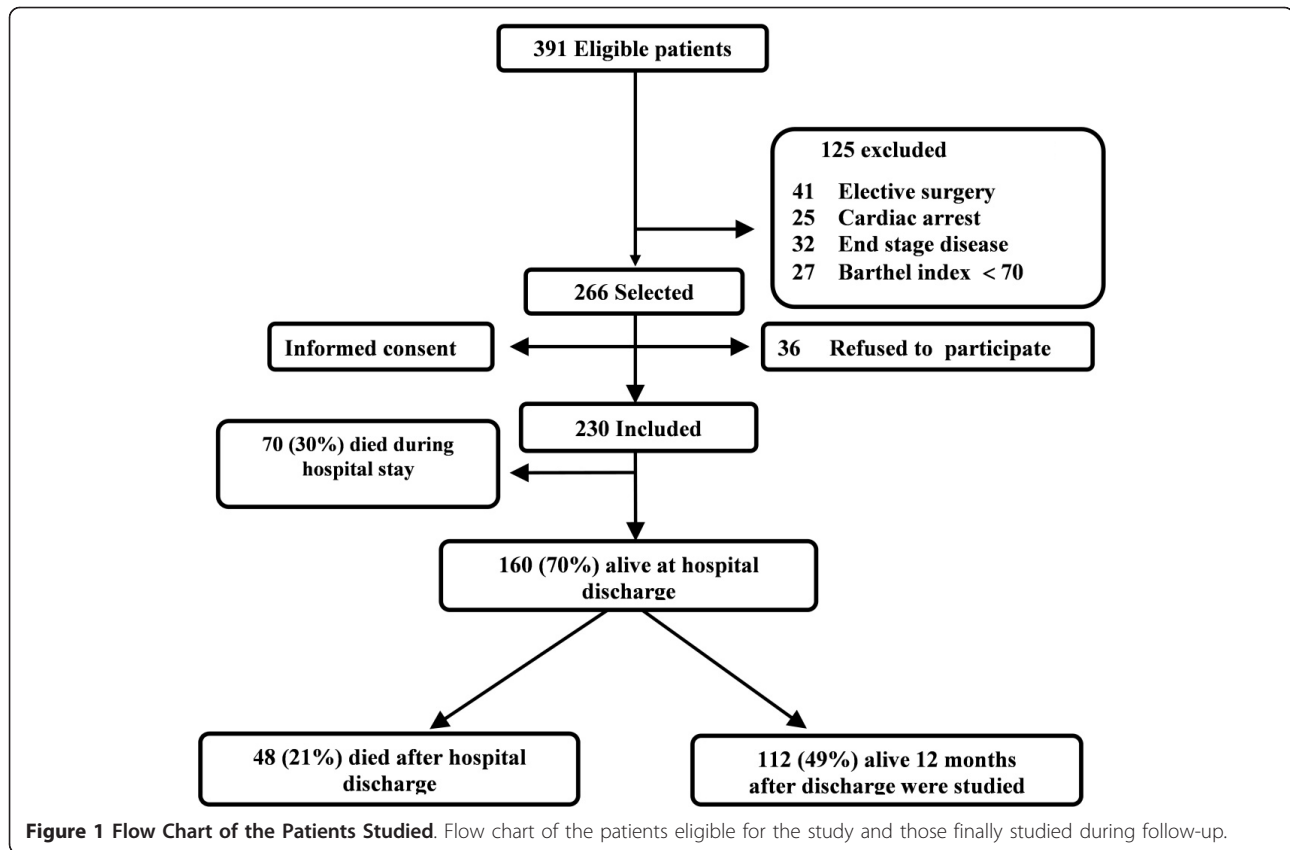 391 Eligible patients
125 excluded
41 Elective surgery
25 Cardiac arrest
32 End stage disease
27 Barthel index < 70
266 Selected
Informed consent
36 Refused to participate
230 Included
70 (30%) died during
hospital stay
160 (70%) alive at hospital
discharge
48 (21%) died after hospital
discharge
112 (49%) alive 12 months
after discharge were studied
Figure 1 Flow Chart of the Patients Studied. Flow chart of the patients eligible for the study and those finally studied during follow-up.